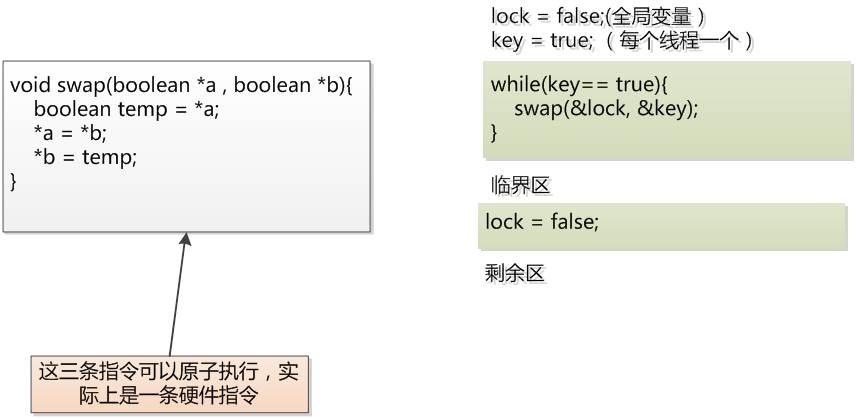 void swap(boolean *a , boolean *b){
boolean temp = *a;
*a = *b;
*b = temp;
}
这三条指令可以原子执行，实
际上是一条硬件指令
lock = false;(全局变量）
key = true; （ 每个线程一个 ）
while(key== true){
swap(&lock, &key);
}
临界区
lock = false;
剩余区